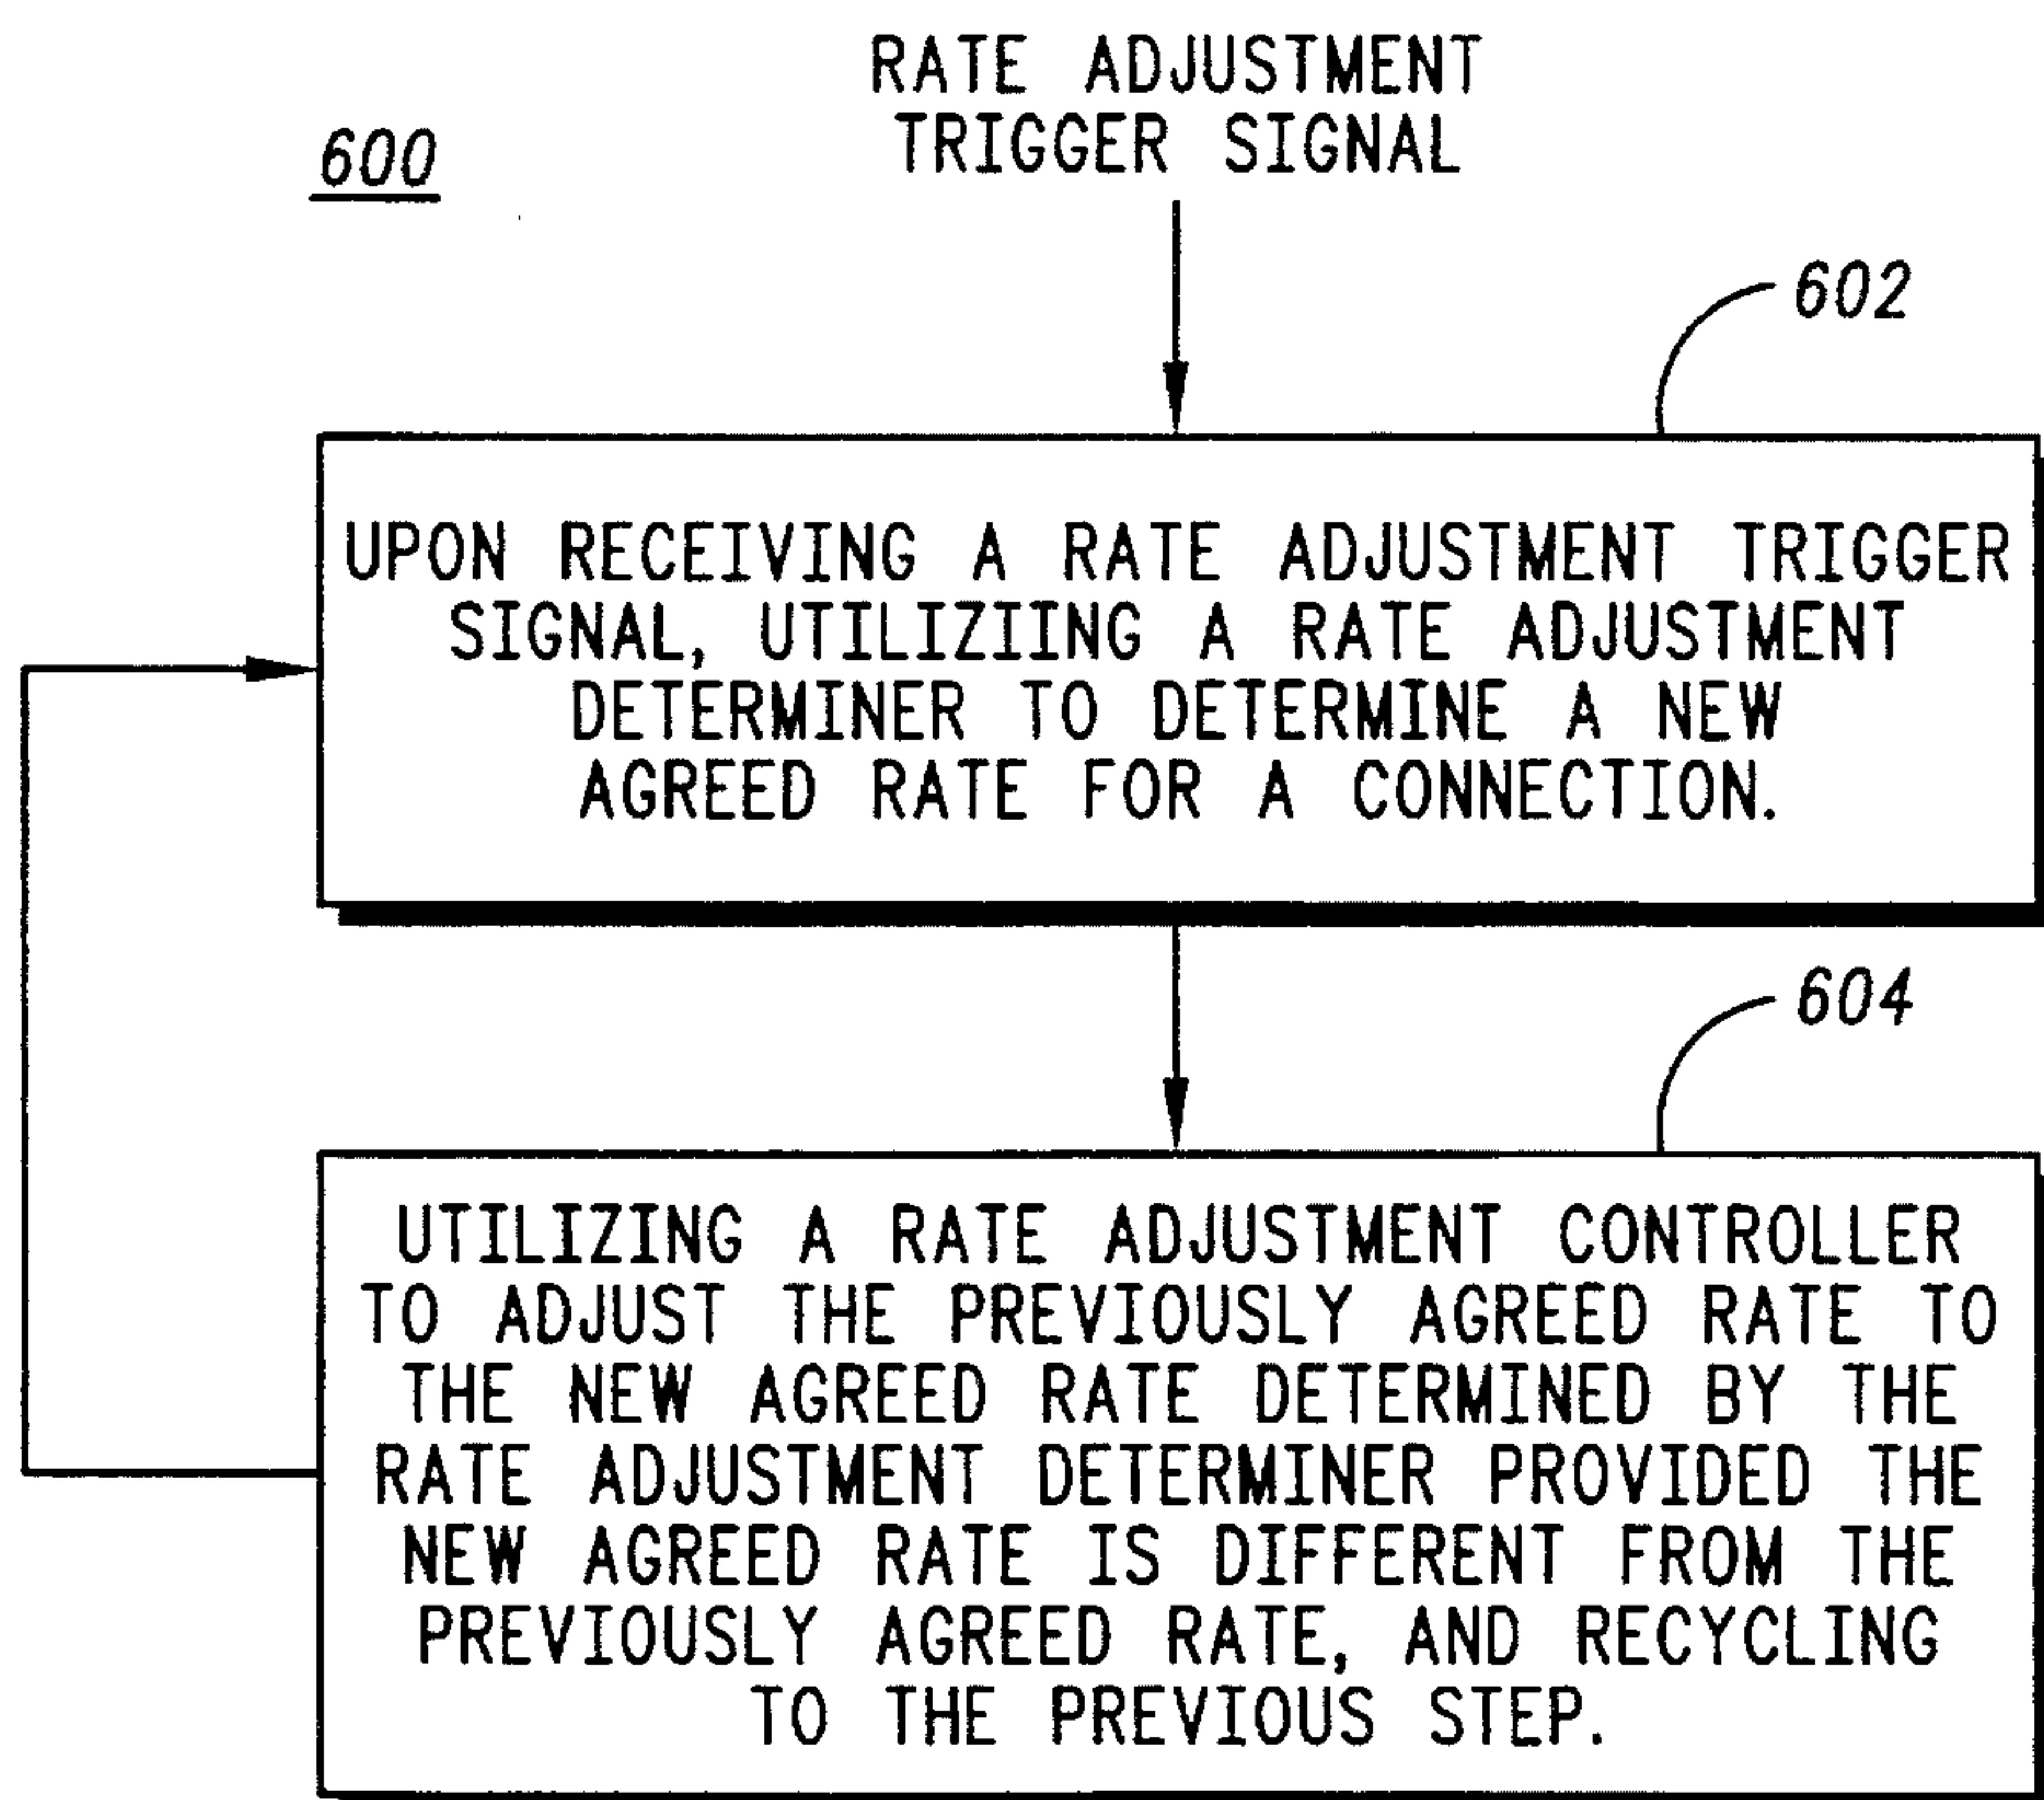 RATE ADJUSTMENT
TRIGGER SIGNAL
600
602
UPON RECEIVING A RATE ADJUSTMENT TRIGGER
SIGNAL, UTILIZIING A RATE ADJUSTMENT
DETERMINER TO DETERMINE A NEW
AGREED RATE FOR A CONNECTION.
604
UTILIZING A RATE ADJUSTMENT CONTROLLER
TO ADJUST THE PREVIOUSLY AGREED RATE TO
THE NEW AGREED RATE DETERMINED BY THE
RATE ADJUSTMENT DETERMINER PROVIDED THE
NEW AGREED RATE IS DIFFERENT FROM THE
PREVIOUSLY AGREED RATE, AND RECYCLING
TO THE PREVIOUS STEP.